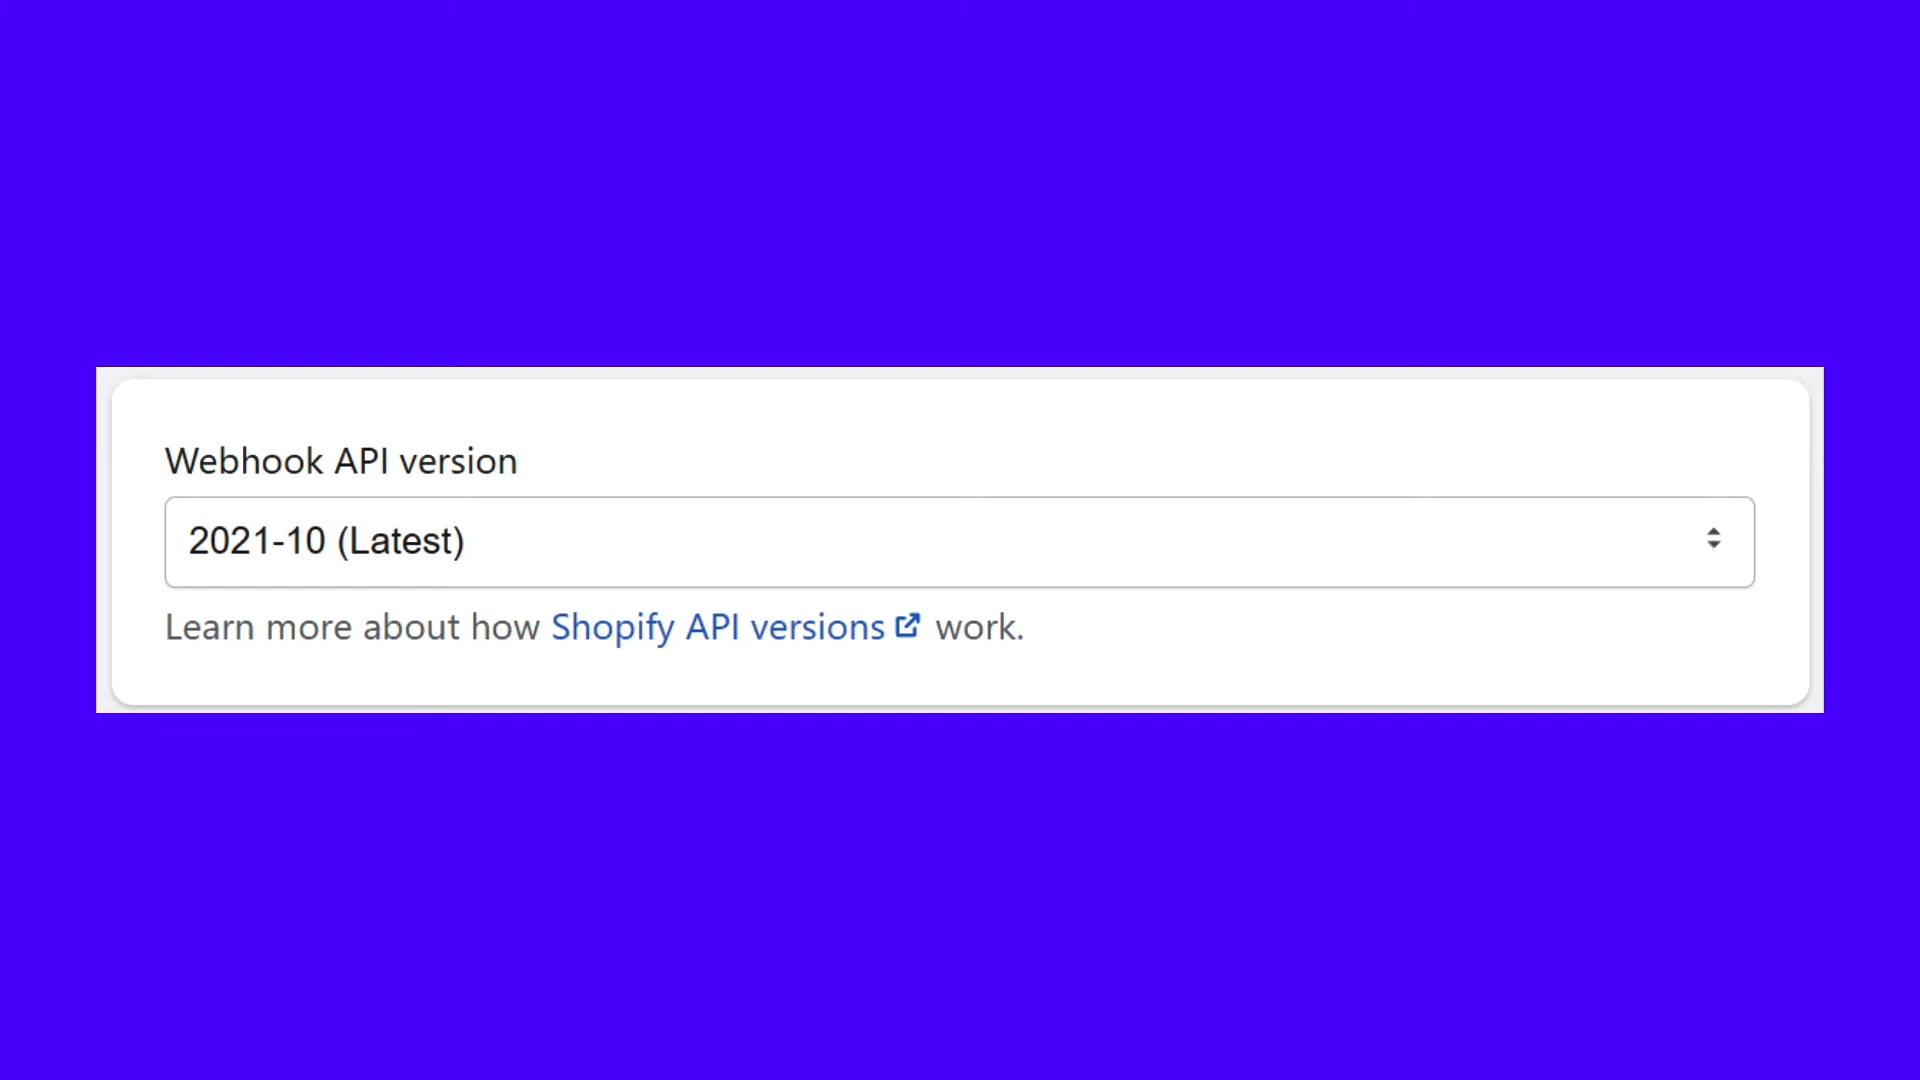 Webhook API version
2021-10 (Latest)
Learn more about how Shopify API versions work.